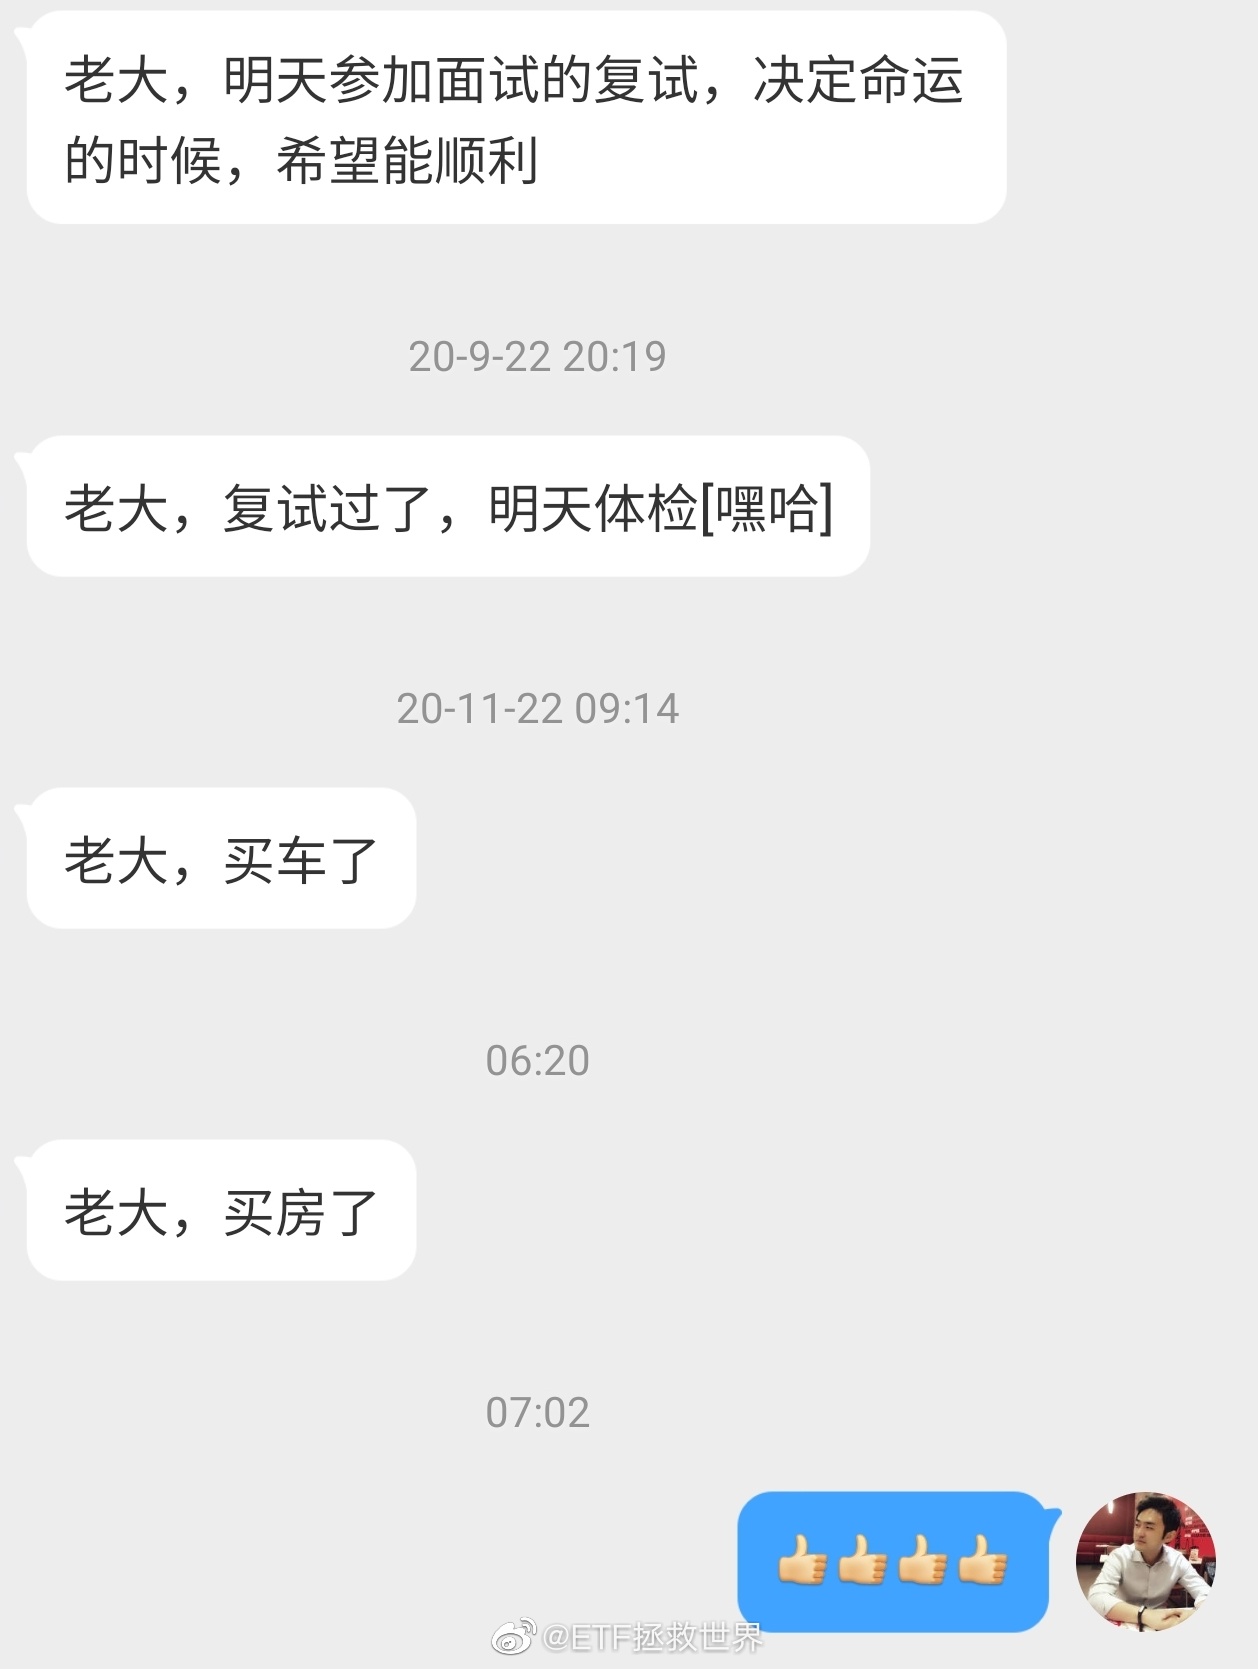 老大，明天参加面试的复试，决定命运
的时候，希望能顺利
20-9-22 20:19
老大，复试过了，明天体检[嘿哈]
20-11-22 09:14
老大，买车了
06:20
老大，买房了
07:02
👍🏼👍🏼👍🏼👍🏼
@ETF拯救世界